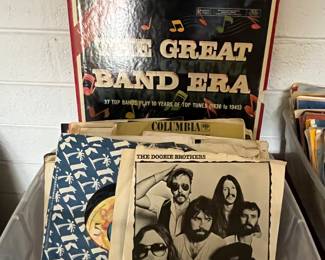 THE GREAT
BAND ERA
37 TOP BANDS PLAY 10 YEARS OF TOP TUNES (1936 to 1945)
COLUMBIA
THE DOOBIE BROTHERS